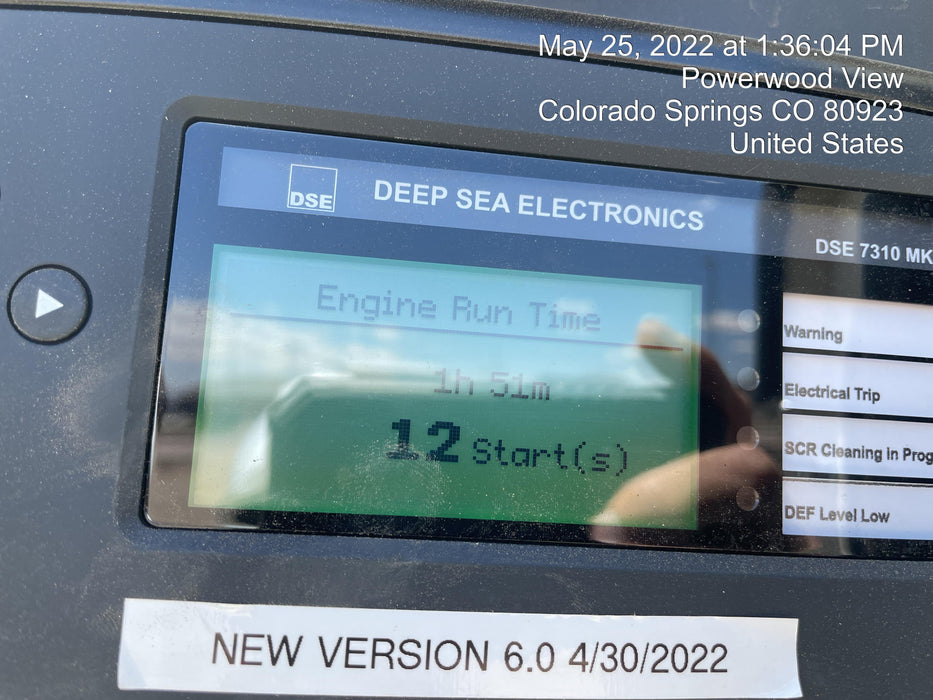 May 25, 2022 at 1:36:04 PM
Powerwood View
Colorado Springs CO 80923
United States
DSE
DEEP SEA ELECTRONICS
DSE 7310 MK
Engine Run Time
1h 51m
12 Start(s)
Warning
Electrical Trip
SCR Cleaning in Prog
DEF Level Low
NEW VERSION 6.0 4/30/2022